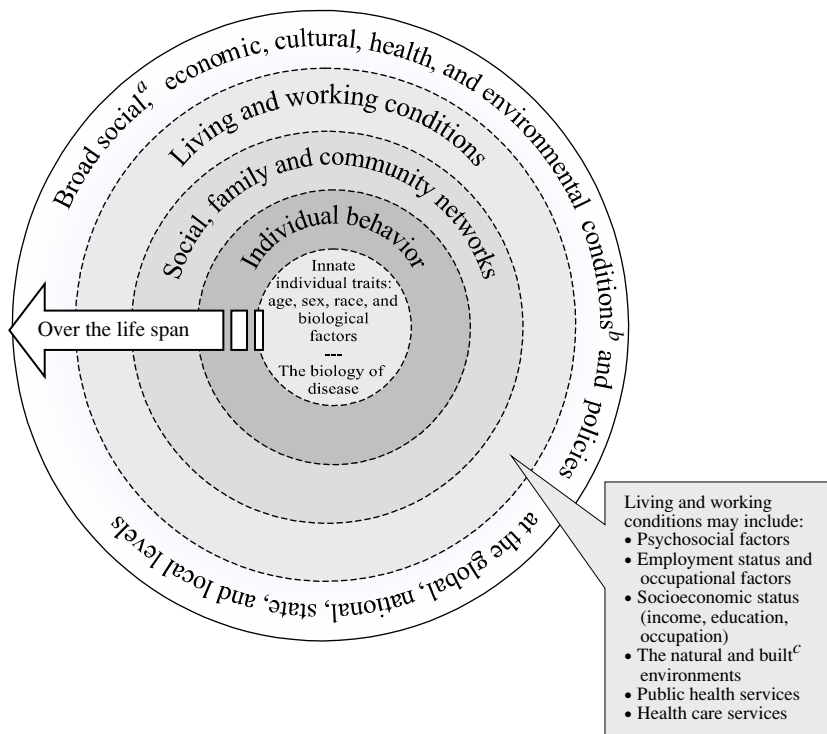 Broad social,a economic, cultural, health, and environmental conditionsb and policies
at the global, national, state, and local levels
Living and working conditions
Social, family and community networks
Individual behavior
Innate
individual traits:
age, sex, race, and
biological
factors
---
The biology of
disease
Over the life span
Living and working
conditions may include:
• Psychosocial factors
• Employment status and
occupational factors
• Socioeconomic status
(income, education,
occupation)
• The natural and builtc
environments
• Public health services
• Health care services